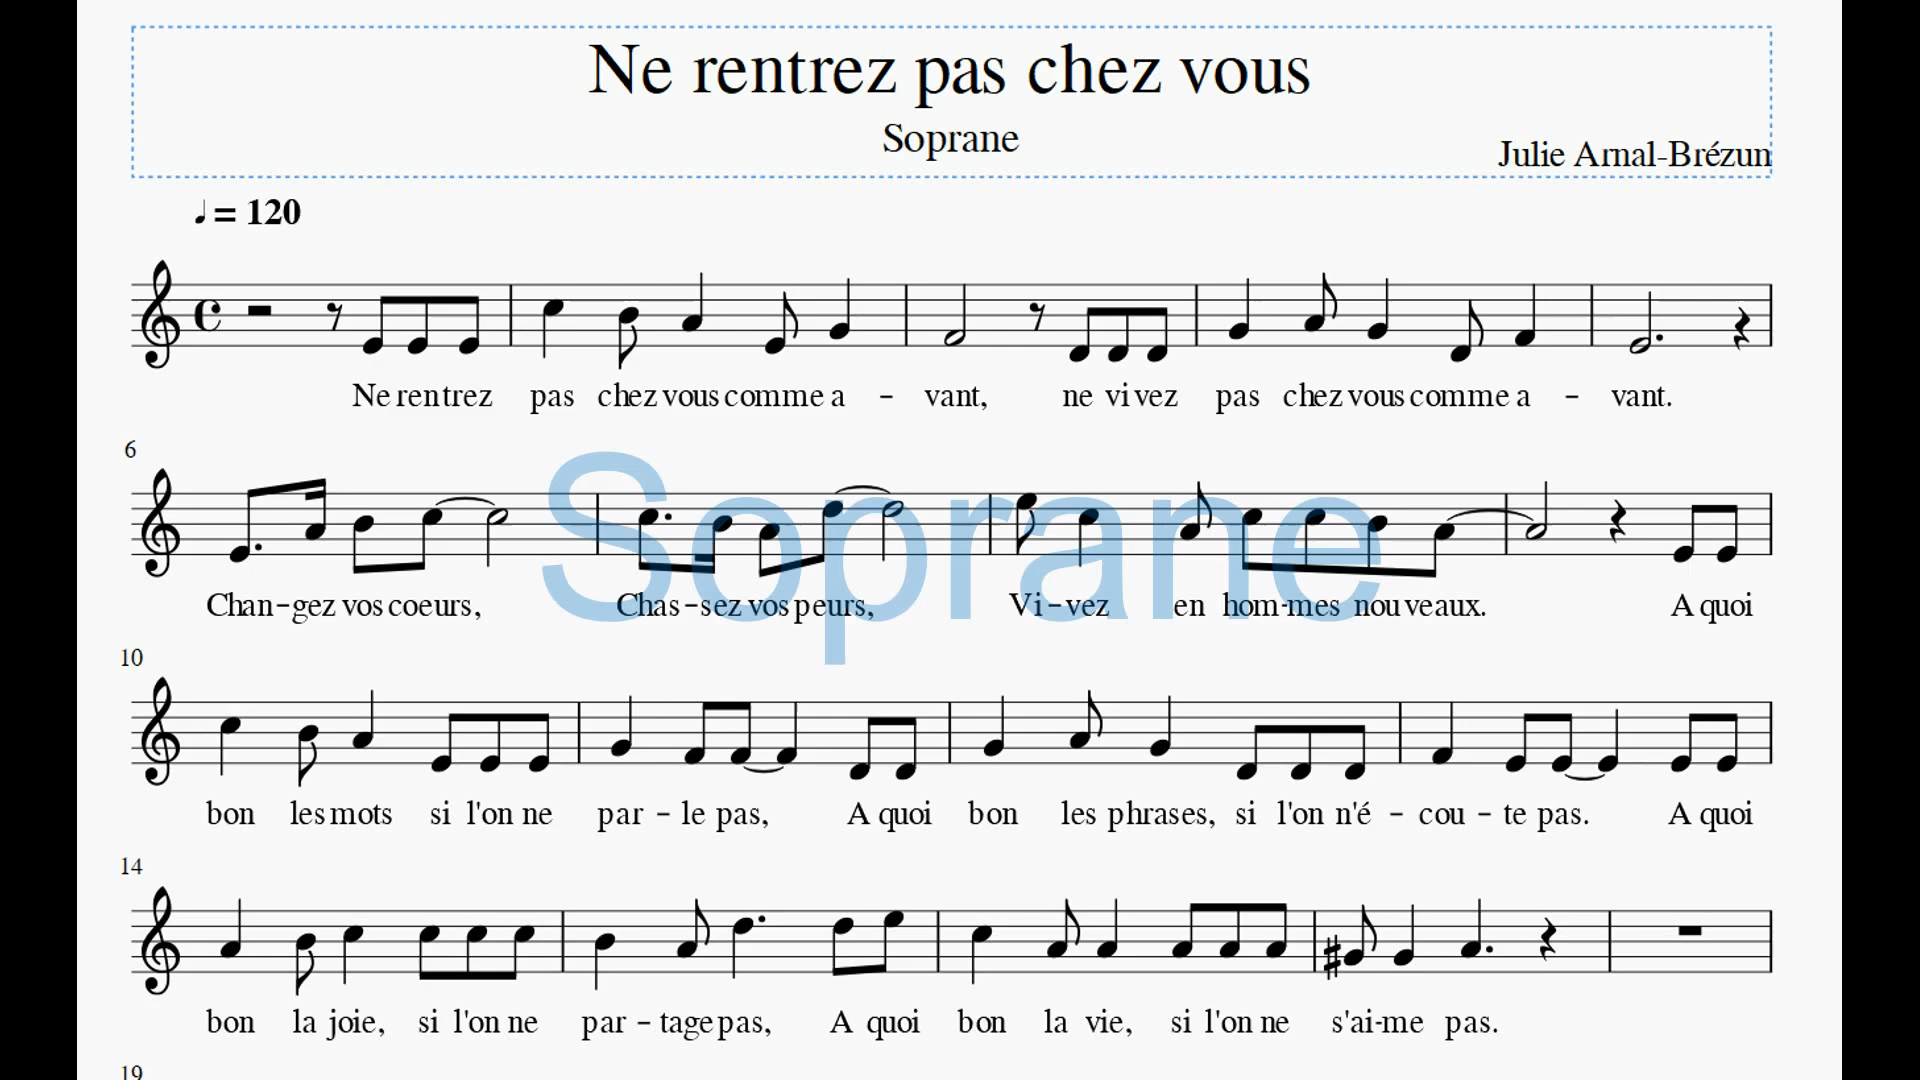 Ne rentrez pas chez vous
Soprane
Julie Arnal-Brézun
= 120
Ne rentrez pas chez vous comme a - vant, ne vivez pas chez vous comme a - vant.
6
Soprane
Chan-gez vos coeurs, Chas-sez vos peurs, Vi-vez en hom-mes nouveaux. A quoi
10
bon les mots si l'on ne par - le pas, A quoi bon les phrases, si l'on n'é - cou - te pas. A quoi
14
bon la joie, si l'on ne par - tage pas, A quoi bon la vie, si l'on ne s'ai-me pas.
19